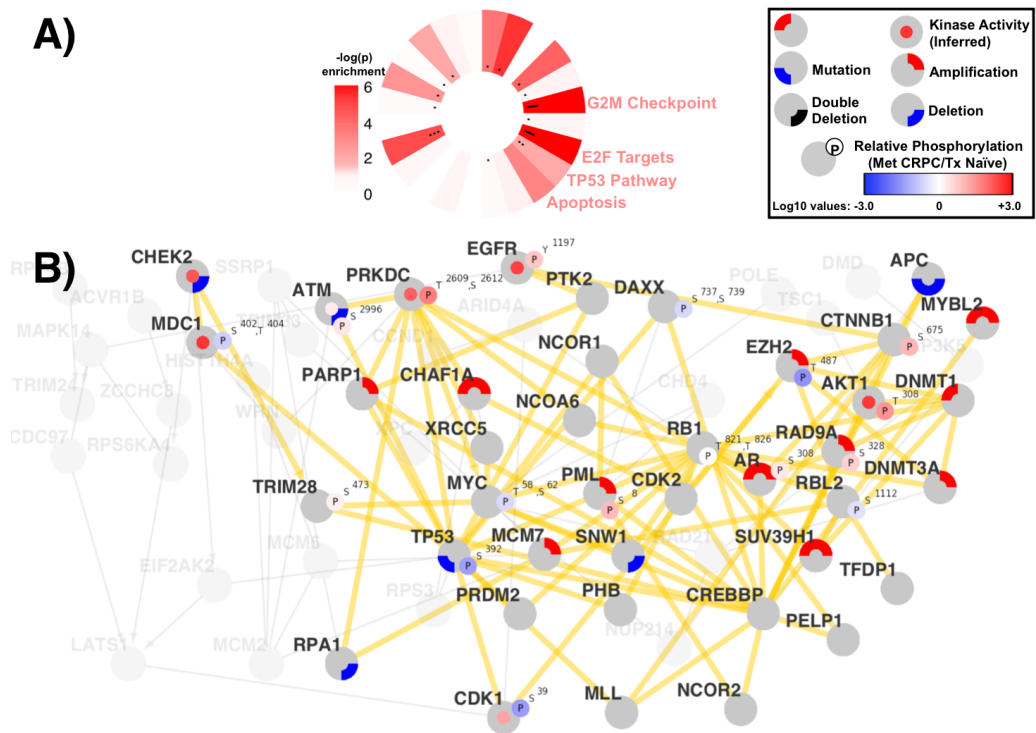 A)
-log(p)
enrichment
6
4
2
0
G2M Checkpoint
E2F Targets
TP53 Pathway
Apoptosis
Kinase Activity
(Inferred)
Mutation
Amplification
Double
Deletion
Deletion
P
Relative Phosphorylation
(Met CRPC/Tx Naïve)
Log10 values: -3.0 0 +3.0
B)
CHEK2
SSRP1
PRKDC
EGFR
Y 1197
PTK2
DAXX
POLE
DMD
APC
ACVR1B
ATM
P
T 2609 ,S 2612
ARID4A
S 737 ,S 739
TSC1
MYBL2
MAPK14
MDC1
S 402 ,T 404
S 2996
CCND1
CTNNB1
S 675
HIST1H4A
NCOR1
EZH2
T 487
TRIM24
ZCCHC8
PARP1
CHAF1A
CHD4
AKT1
T 308
DNMT1
WRN
NCOA6
CDC97
RPS6KA4
XPC
XRCC5
RB1
T 821 ,T 826
RAD9A
S 328
AR
S 308
DNMT3A
TRIM28
S 473
MYC
T 58 ,S 62
PML
S 8
CDK2
RBL2
S 1112
TP53
S 392
MCM7
SNW1
RAD21
SUV39H1
MCM6
EIF2AK2
RPS3
PRDM2
PHB
CREBBP
TFDP1
PELP1
NUP214
LATS1
MCM2
RPA1
CDK1
S 39
MLL
NCOR2